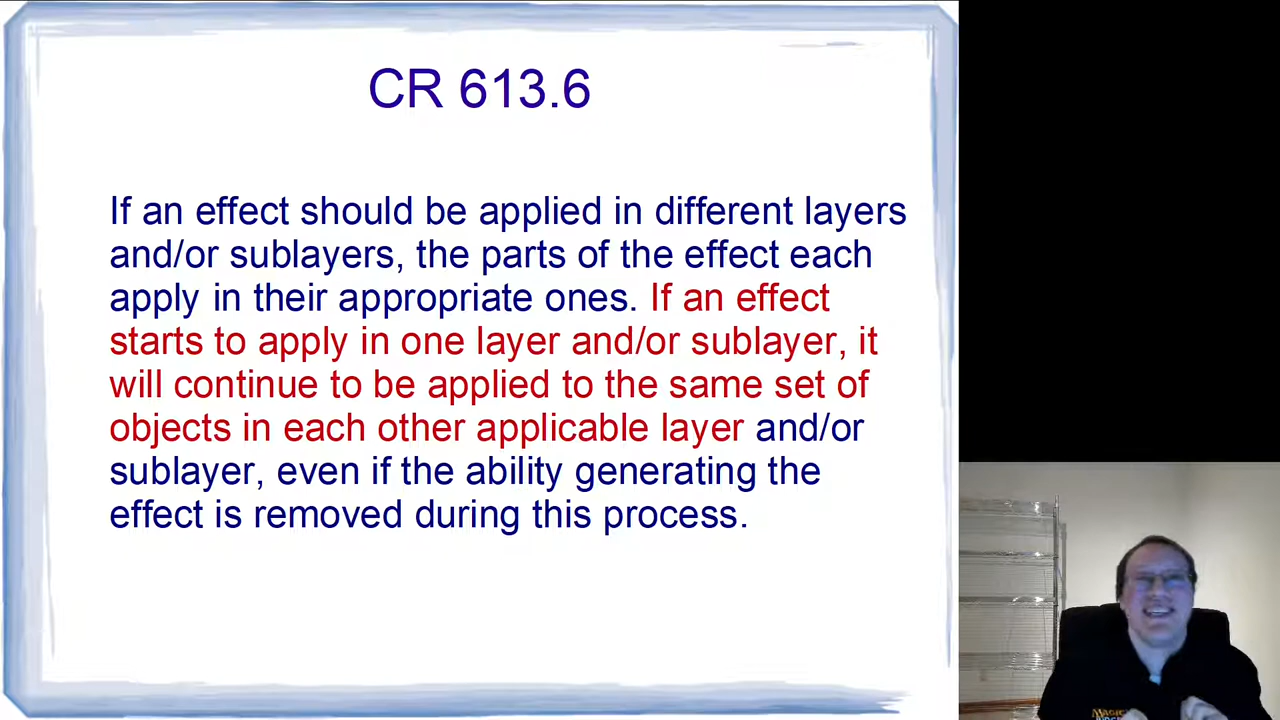 CR 613.6
If an effect should be applied in different layers
and/or sublayers, the parts of the effect each
apply in their appropriate ones. If an effect
starts to apply in one layer and/or sublayer, it
will continue to be applied to the same set of
objects in each other applicable layer and/or
sublayer, even if the ability generating the
effect is removed during this process.
MAGIC